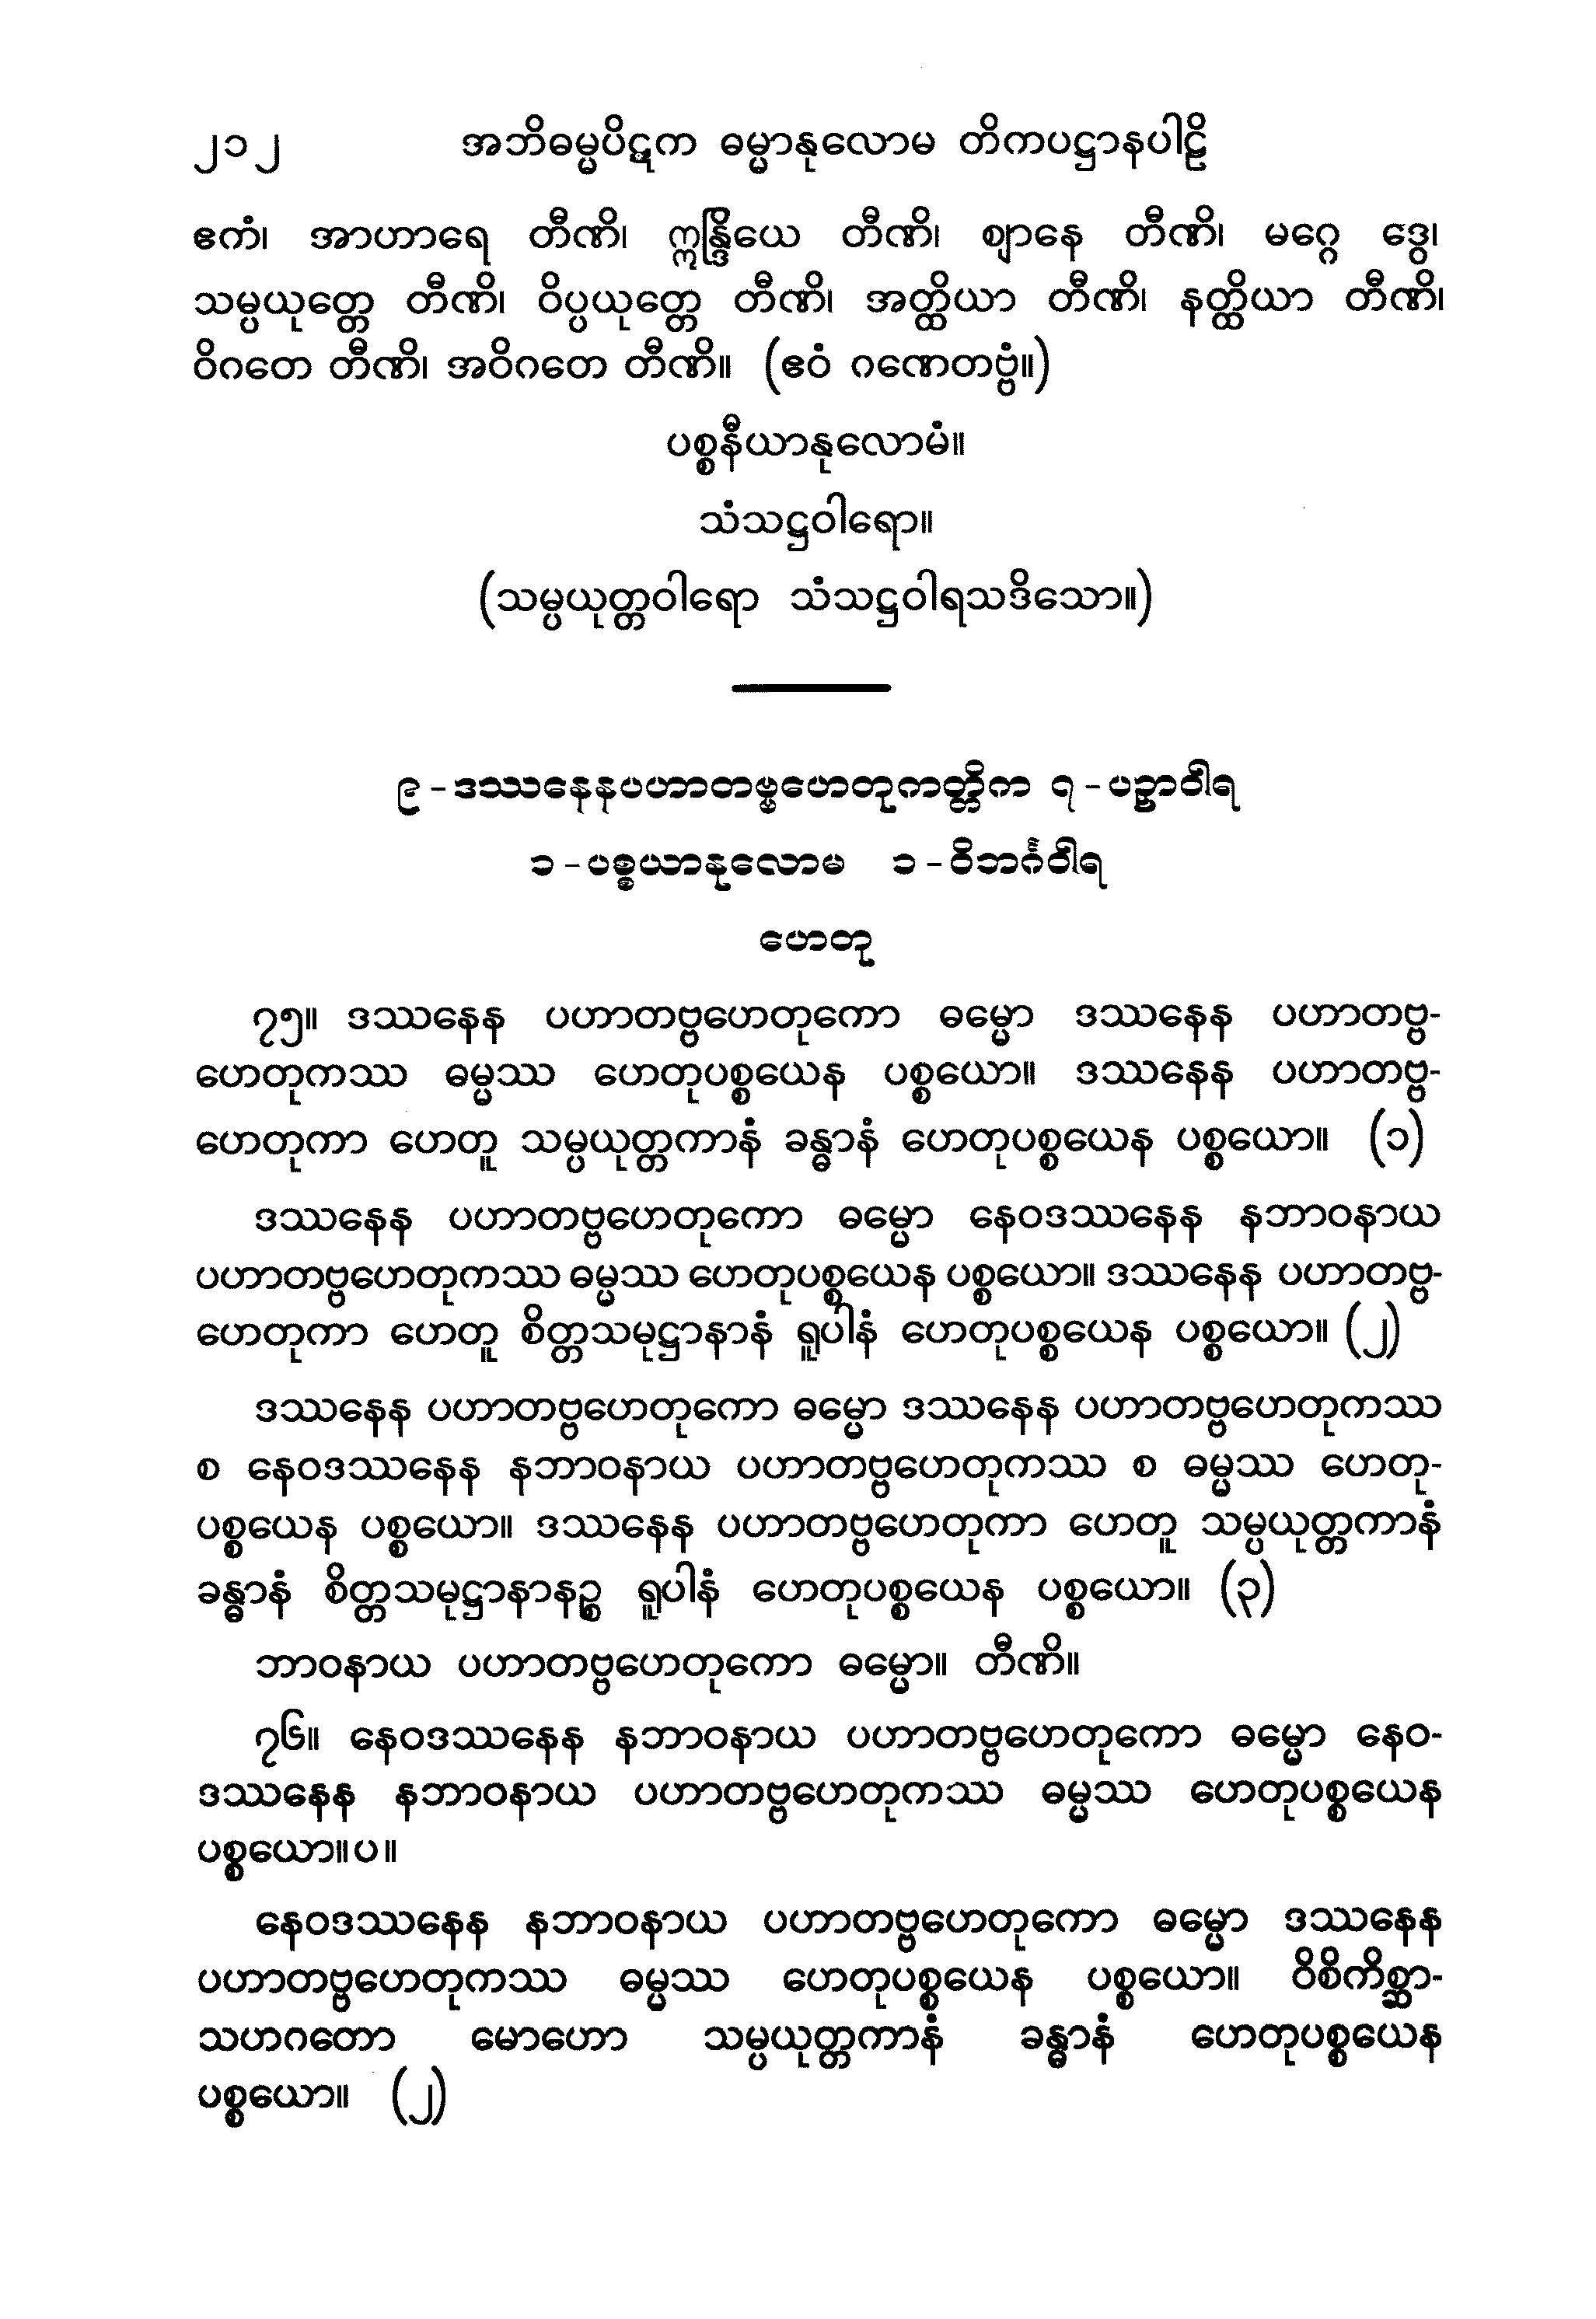 ၂၁၂ အဘိဓမ္မပိဋက ဓမ္မာနုလောမ တိကပဋ္ဌာနပါဠိ
ဧကံ၊ အာဟာရေ တီဏိ၊ ဣန္ဒြိယေ တီဏိ၊ ဈာနေ တီဏိ၊ မဂ္ဂေ ဒွေ၊
သမ္ပယုတ္တေ တီဏိ၊ ဝိပ္ပယုတ္တေ တီဏိ၊ အတ္ထိယာ တီဏိ၊ နတ္ထိယာ တီဏိ၊
ဝိဂတေ တီဏိ၊ အဝိဂတေ တီဏိ။ (ဧဝံ ဂဏေတဗ္ဗံ။)
ပစ္စနီယာနုလောမံ။
သံသဋ္ဌဝါရော။
(သမ္ပယုတ္တဝါရော သံသဋ္ဌဝါရသဒိသော။)
၉-ဒဿနေနပဟာတဗ္ဗဟေတုကတ္တိက ၇-ပဉှာဝါရ
၁-ပစ္စယာနုလောမ ၁-ဝိဘင်္ဂဝါရ
ဟေတု
၇၅။ ဒဿနေန ပဟာတဗ္ဗဟေတုကော ဓမ္မော ဒဿနေန ပဟာတဗ္ဗ-
ဟေတုကဿ ဓမ္မဿ ဟေတုပစ္စယေန ပစ္စယော။ ဒဿနေန ပဟာတဗ္ဗ-
ဟေတုကာ ဟေတူ သမ္ပယုတ္တကာနံ ခန္ဓာနံ ဟေတုပစ္စယေန ပစ္စယော။ (၁)
ဒဿနေန ပဟာတဗ္ဗဟေတုကော ဓမ္မော နေဝဒဿနေန နဘာဝနာယ
ပဟာတဗ္ဗဟေတုကဿ ဓမ္မဿ ဟေတုပစ္စယေန ပစ္စယော။ ဒဿနေန ပဟာတဗ္ဗ-
ဟေတုကာ ဟေတူ စိတ္တသမုဋ္ဌာနာနံ ရူပါနံ ဟေတုပစ္စယေန ပစ္စယော။ (၂)
ဒဿနေန ပဟာတဗ္ဗဟေတုကော ဓမ္မော ဒဿနေန ပဟာတဗ္ဗဟေတုကဿ
စ နေဝဒဿနေန နဘာဝနာယ ပဟာတဗ္ဗဟေတုကဿ စ ဓမ္မဿ ဟေတု-
ပစ္စယေန ပစ္စယော။ ဒဿနေန ပဟာတဗ္ဗဟေတုကာ ဟေတူ သမ္ပယုတ္တကာနံ
ခန္ဓာနံ စိတ္တသမုဋ္ဌာနာနဉ္စ ရူပါနံ ဟေတုပစ္စယေန ပစ္စယော။ (၃)
ဘာဝနာယ ပဟာတဗ္ဗဟေတုကော ဓမ္မော။ တီဏိ။
၇၆။ နေဝဒဿနေန နဘာဝနာယ ပဟာတဗ္ဗဟေတုကော ဓမ္မော နေဝ-
ဒဿနေန နဘာဝနာယ ပဟာတဗ္ဗဟေတုကဿ ဓမ္မဿ ဟေတုပစ္စယေန
ပစ္စယော။ပ။
နေဝဒဿနေန နဘာဝနာယ ပဟာတဗ္ဗဟေတုကော ဓမ္မော ဒဿနေန
ပဟာတဗ္ဗဟေတုကဿ ဓမ္မဿ ဟေတုပစ္စယေန ပစ္စယော။ ဝိစိကိစ္ဆာ-
သဟဂတော မောဟော သမ္ပယုတ္တကာနံ ခန္ဓာနံ ဟေတုပစ္စယေန
ပစ္စယော။ (၂)